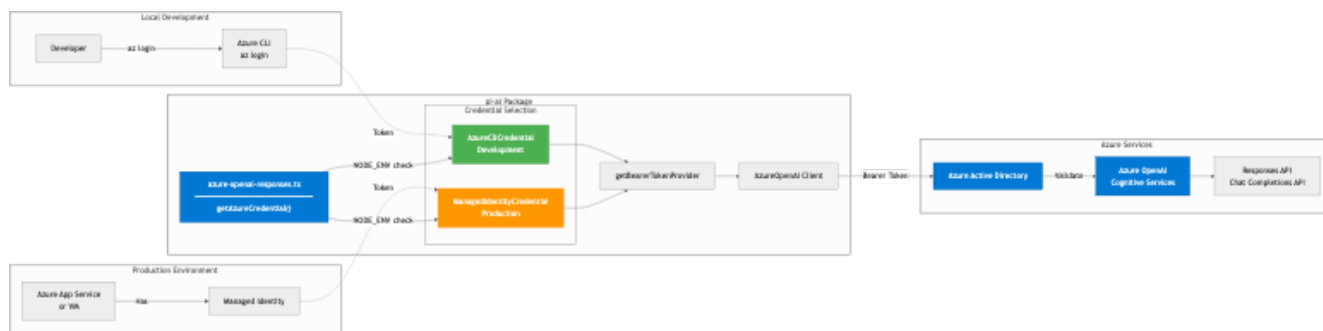 Local Development
Developer
az login
Azure CLI
az login
pi-ai Package
Credential Selection
Token
AzureCliCredential
Development
NODE_ENV check
azure-openai-responses.ts
getAzureCredential()
Token
ManagedIdentityCredential
Production
NODE_ENV check
getBearerTokenProvider
AzureOpenAI Client
Bearer Token
Azure Services
Azure Active Directory
Validate
Azure OpenAI
Cognitive Services
Responses API
Chat Completions API
Production Environment
Azure App Service
or VM
Has
Managed Identity